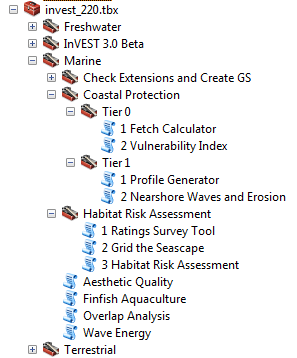 invest_220.tbx
Freshwater
InVEST 3.0 Beta
Marine
Check Extensions and Create GS
Coastal Protection
Tier 0
1 Fetch Calculator
2 Vulnerability Index
Tier 1
1 Profile Generator
2 Nearshore Waves and Erosion
Habitat Risk Assessment
1 Ratings Survey Tool
2 Grid the Seascape
3 Habitat Risk Assessment
Aesthetic Quality
Finfish Aquaculture
Overlap Analysis
Wave Energy
Terrestrial